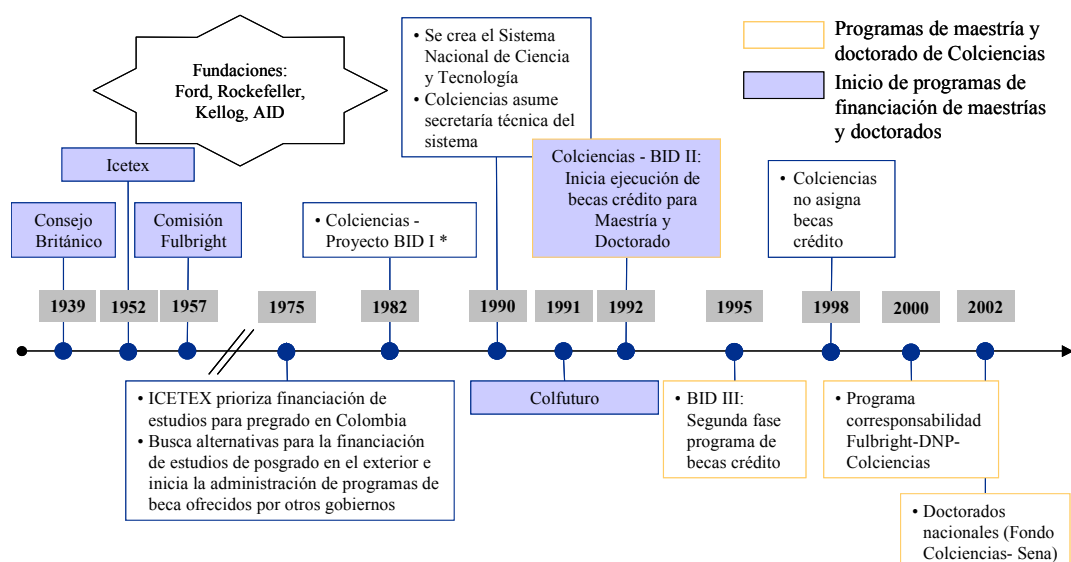 Fundaciones:
Ford, Rockefeller,
Kellog, AID
• Se crea el Sistema
Nacional de Ciencia
y Tecnología
• Colciencias asume
secretaría técnica del
sistema
Programas de maestría y
doctorado de Colciencias
Inicio de programas de
financiación de maestrías
y doctorados
Icetex
Consejo
Británico
Comisión
Fulbright
• Colciencias -
Proyecto BID I *
Colciencias - BID II:
Inicia ejecución de
becas crédito para
Maestría y
Doctorado
• Colciencias
no asigna
becas
crédito
1939
1952
1957
1975
1982
1990
1991
1992
1995
1998
2000
2002
• ICETEX prioriza financiación de
estudios para pregrado en Colombia
• Busca alternativas para la financiación
de estudios de posgrado en el exterior e
inicia la administración de programas de
beca ofrecidos por otros gobiernos
Colfuturo
• BID III:
Segunda fase
programa de
becas crédito
• Programa
corresponsabilidad
Fulbright-DNP-
Colciencias
• Doctorados
nacionales (Fondo
Colciencias- Sena)